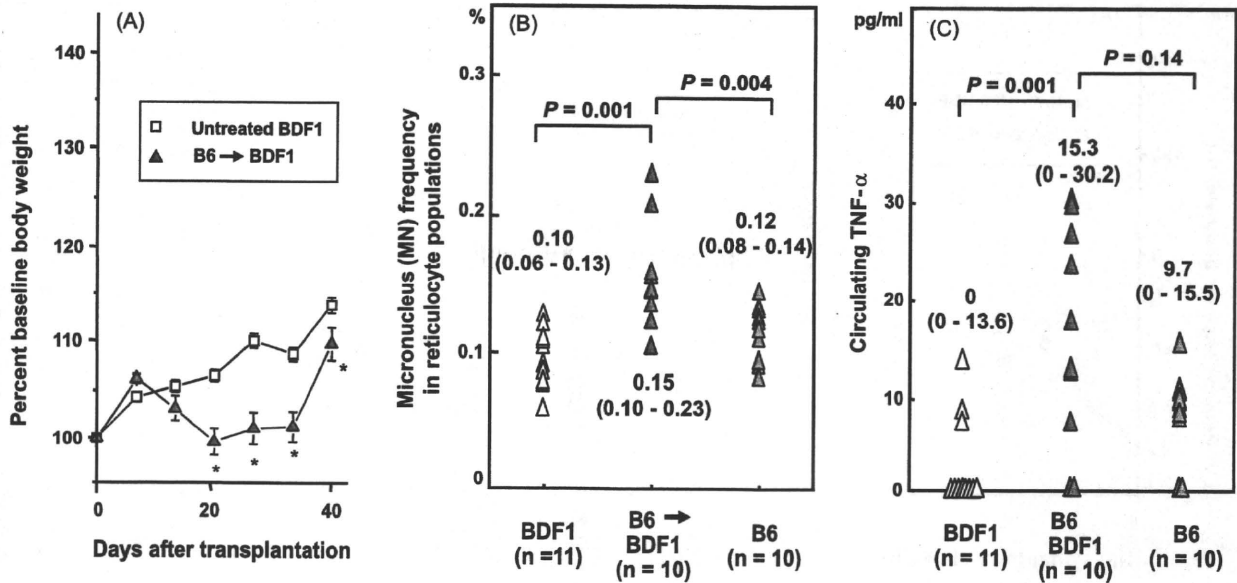 (A)
140
130
120
110
100
Percent baseline body weight
Untreated BDF1
B6 → BDF1
*
*
*
*
0
20
40
Days after transplantation
(B)
%
0.3
0.2
0.1
0
Micronucleus (MN) frequency
in reticulocyte populations
P = 0.001
P = 0.004
0.10
(0.06 - 0.13)
0.15
(0.10 - 0.23)
0.12
(0.08 - 0.14)
BDF1
(n =11)
B6 →
BDF1
(n = 10)
B6
(n = 10)
(C)
pg/ml
40
30
20
10
0
Circulating TNF-α
P = 0.001
P = 0.14
0
(0 - 13.6)
15.3
(0 - 30.2)
9.7
(0 - 15.5)
BDF1
(n = 11)
B6
BDF1
(n = 10)
B6
(n = 10)